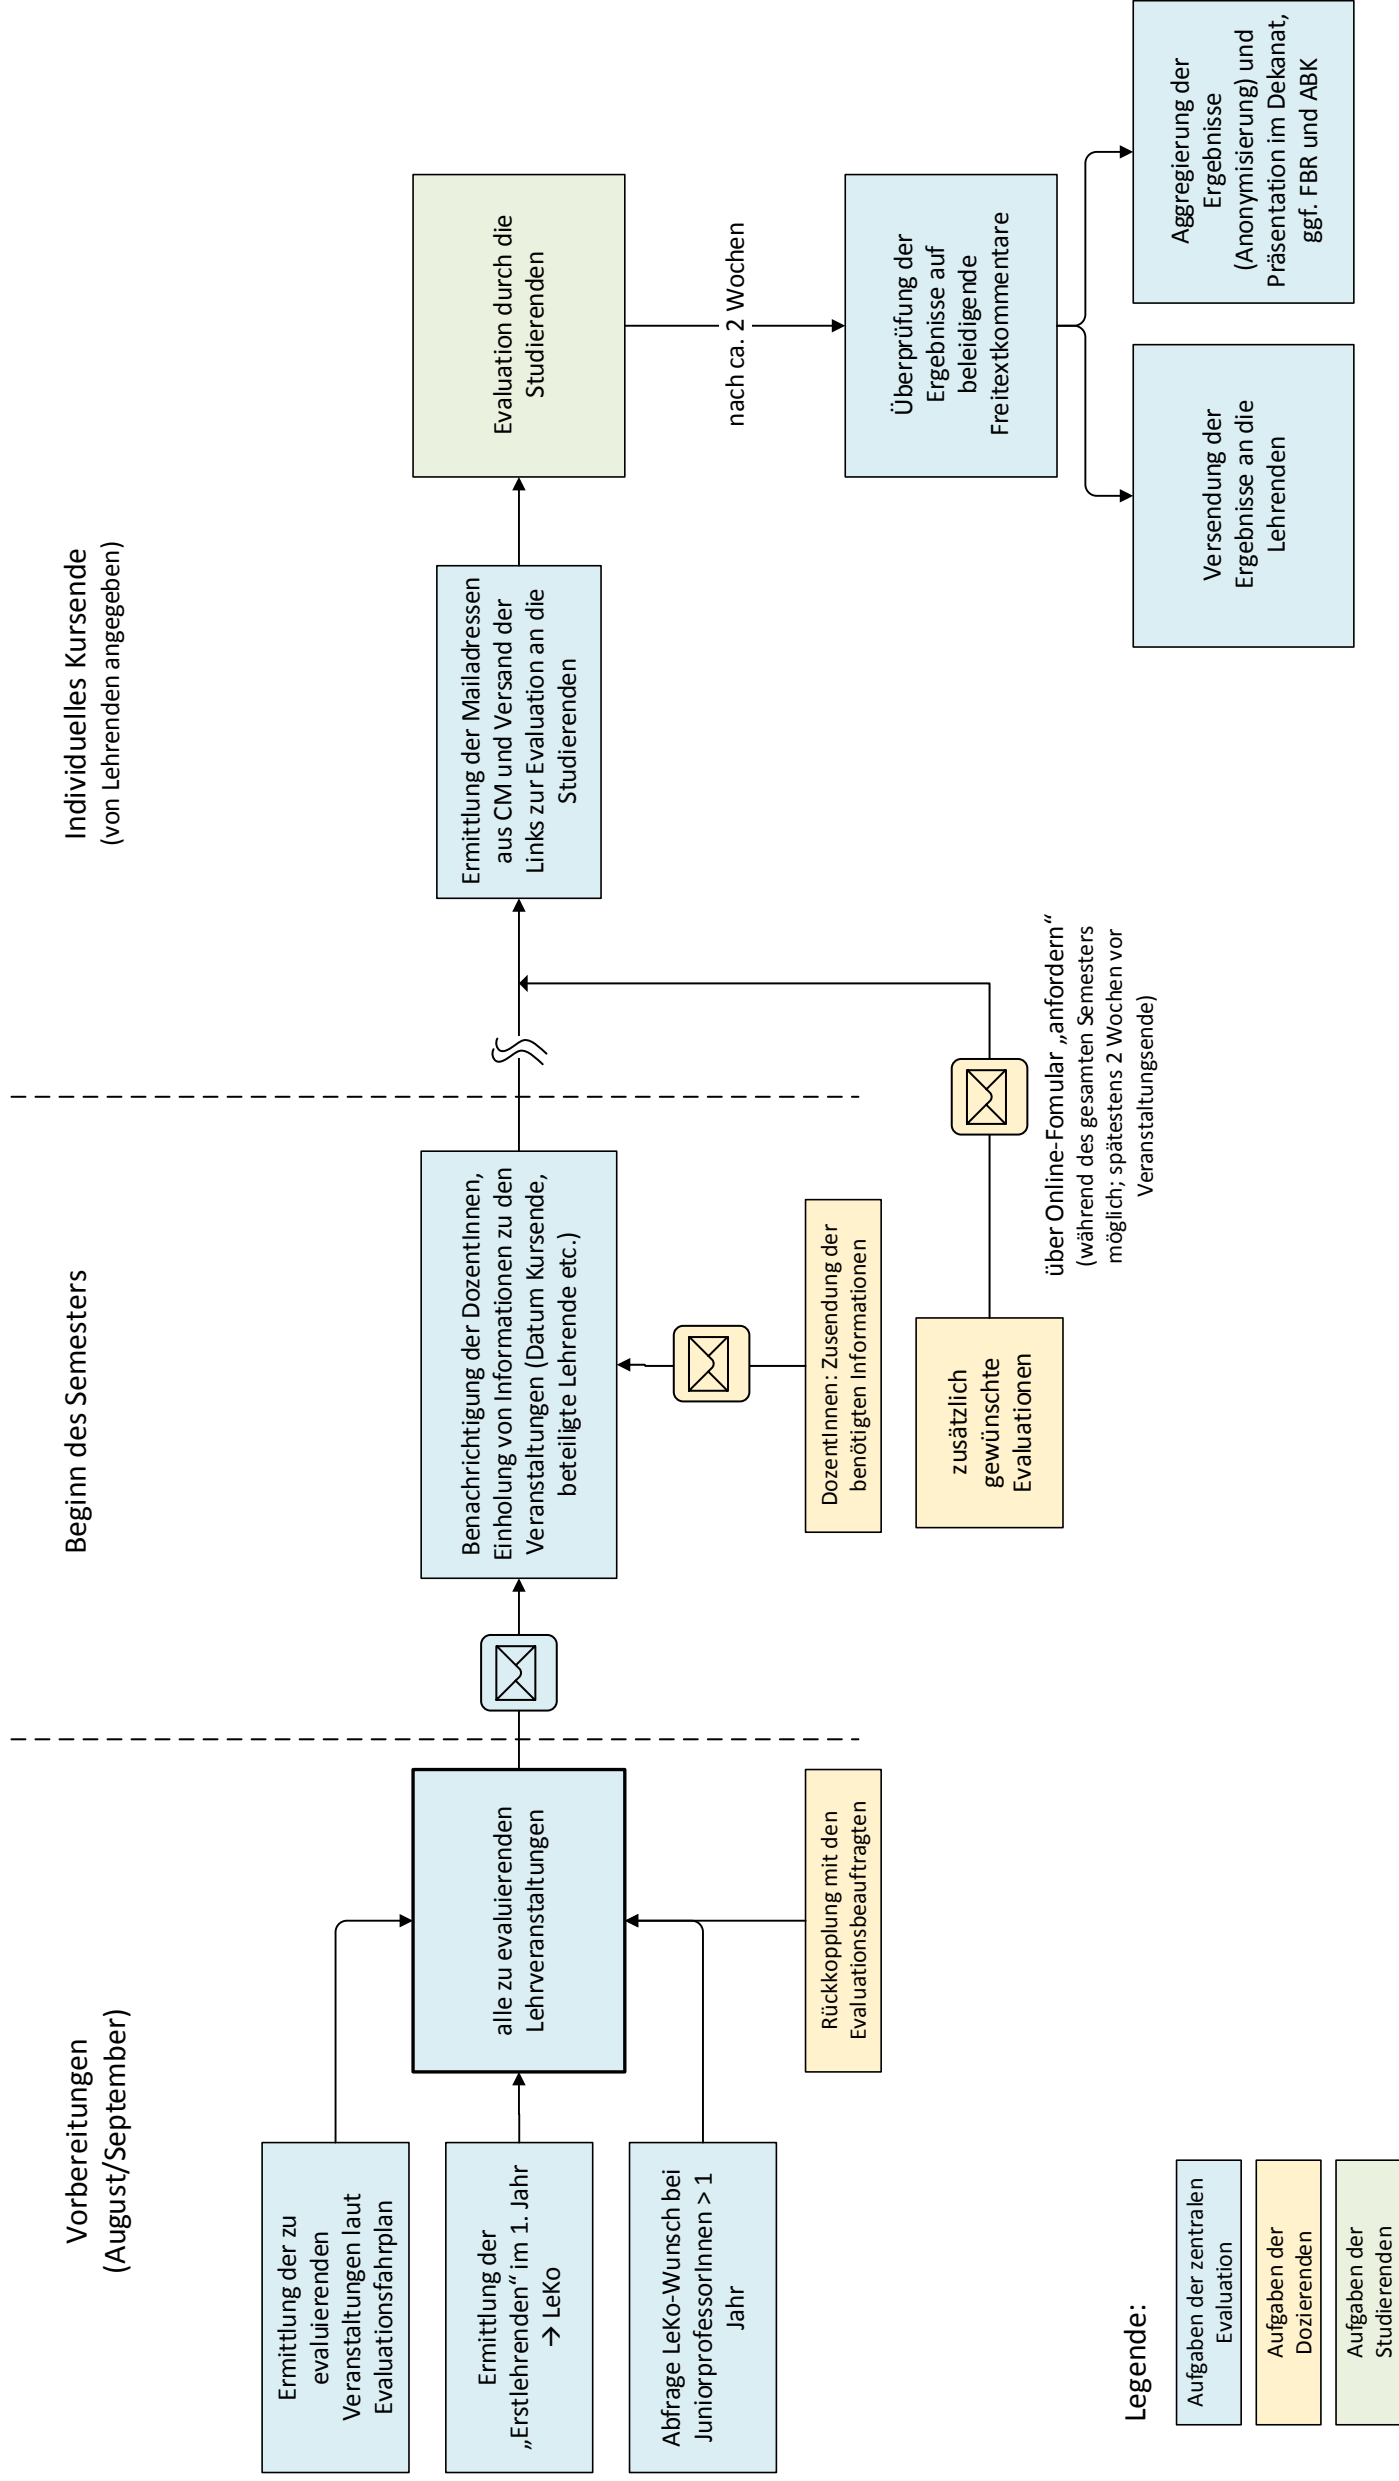 Vorbereitungen
(August/September)
Beginn des Semesters
Individuelles Kursende
(von Lehrenden angegeben)
Ermittlung der zu
evaluierenden
Veranstaltungen laut
Evaluationsfahrplan
Ermittlung der
„Erstlehrenden“ im 1. Jahr
→ LeKo
Abfrage LeKo-Wunsch bei
JuniorprofessorInnen > 1
Jahr
alle zu evaluierenden
Lehrveranstaltungen
Rückkopplung mit den
Evaluationsbeauftragten
Benachrichtigung der DozentInnen,
Einholung von Informationen zu den
Veranstaltungen (Datum Kursende,
beteiligte Lehrende etc.)
DozentInnen: Zusendung der
benötigten Informationen
zusätzlich
gewünschte
Evaluationen
über Online-Fomular „anfordern“
(während des gesamten Semesters
möglich; spätestens 2 Wochen vor
Veranstaltungsende)
Ermittlung der Mailadressen
aus CM und Versand der
Links zur Evaluation an die
Studierenden
Evaluation durch die
Studierenden
nach ca. 2 Wochen
Überprüfung der
Ergebnisse auf
beleidigende
Freitextkommentare
Versendung der
Ergebnisse an die
Lehrenden
Aggregierung der
Ergebnisse
(Anonymisierung) und
Präsentation im Dekanat,
ggf. FBR und ABK
Legende:
Aufgaben der zentralen
Evaluation
Aufgaben der
Dozierenden
Aufgaben der
Studierenden